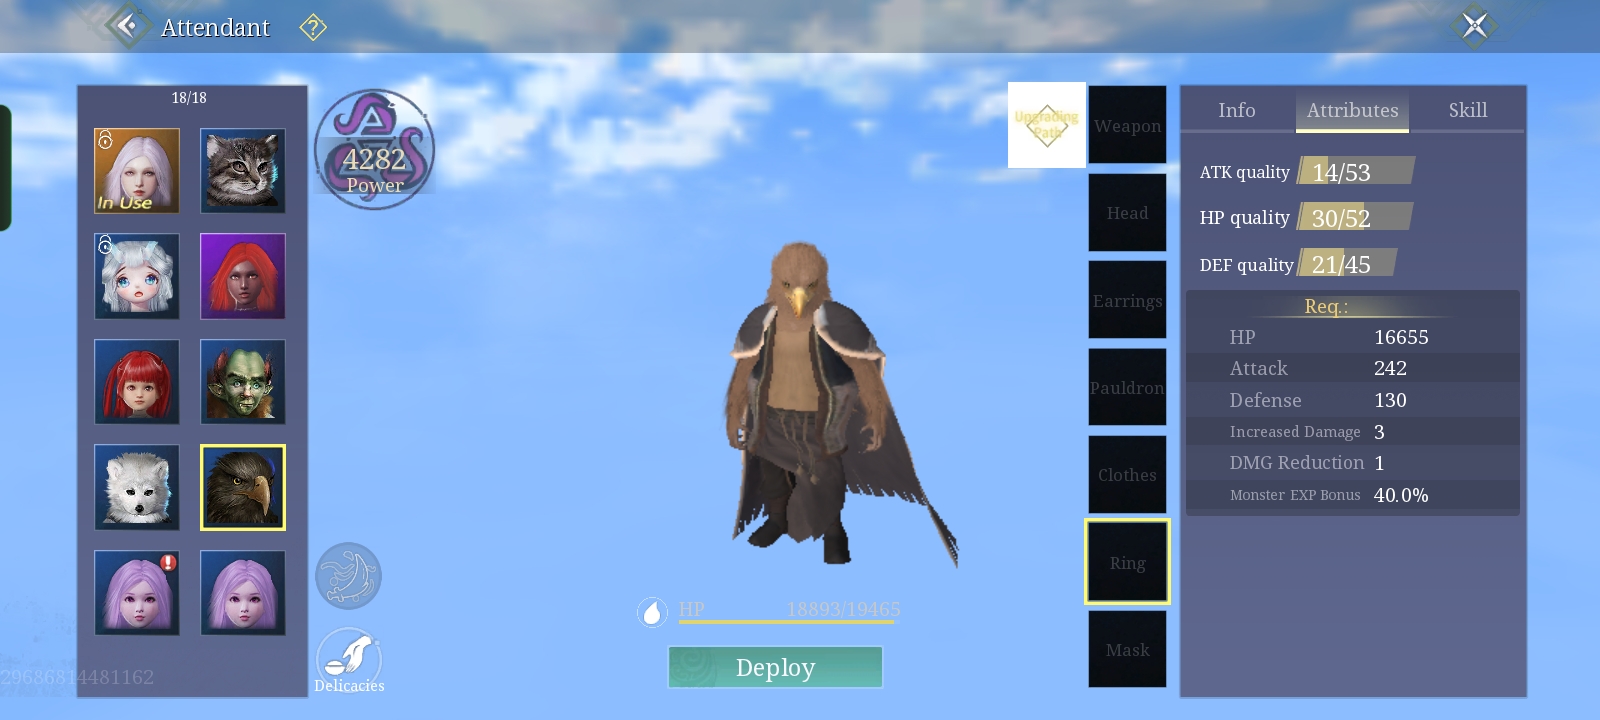 Attendant
?
18/18
In Use
4282
Power
Delicacies
29686814481162
HP 18893/19465
Deploy
Upgrading
Path
Weapon
Head
Earrings
Pauldron
Clothes
Ring
Mask
Info Attributes Skill
ATK quality 14/53
HP quality 30/52
DEF quality 21/45
Req.:
HP 16655
Attack 242
Defense 130
Increased Damage 3
DMG Reduction 1
Monster EXP Bonus 40.0%